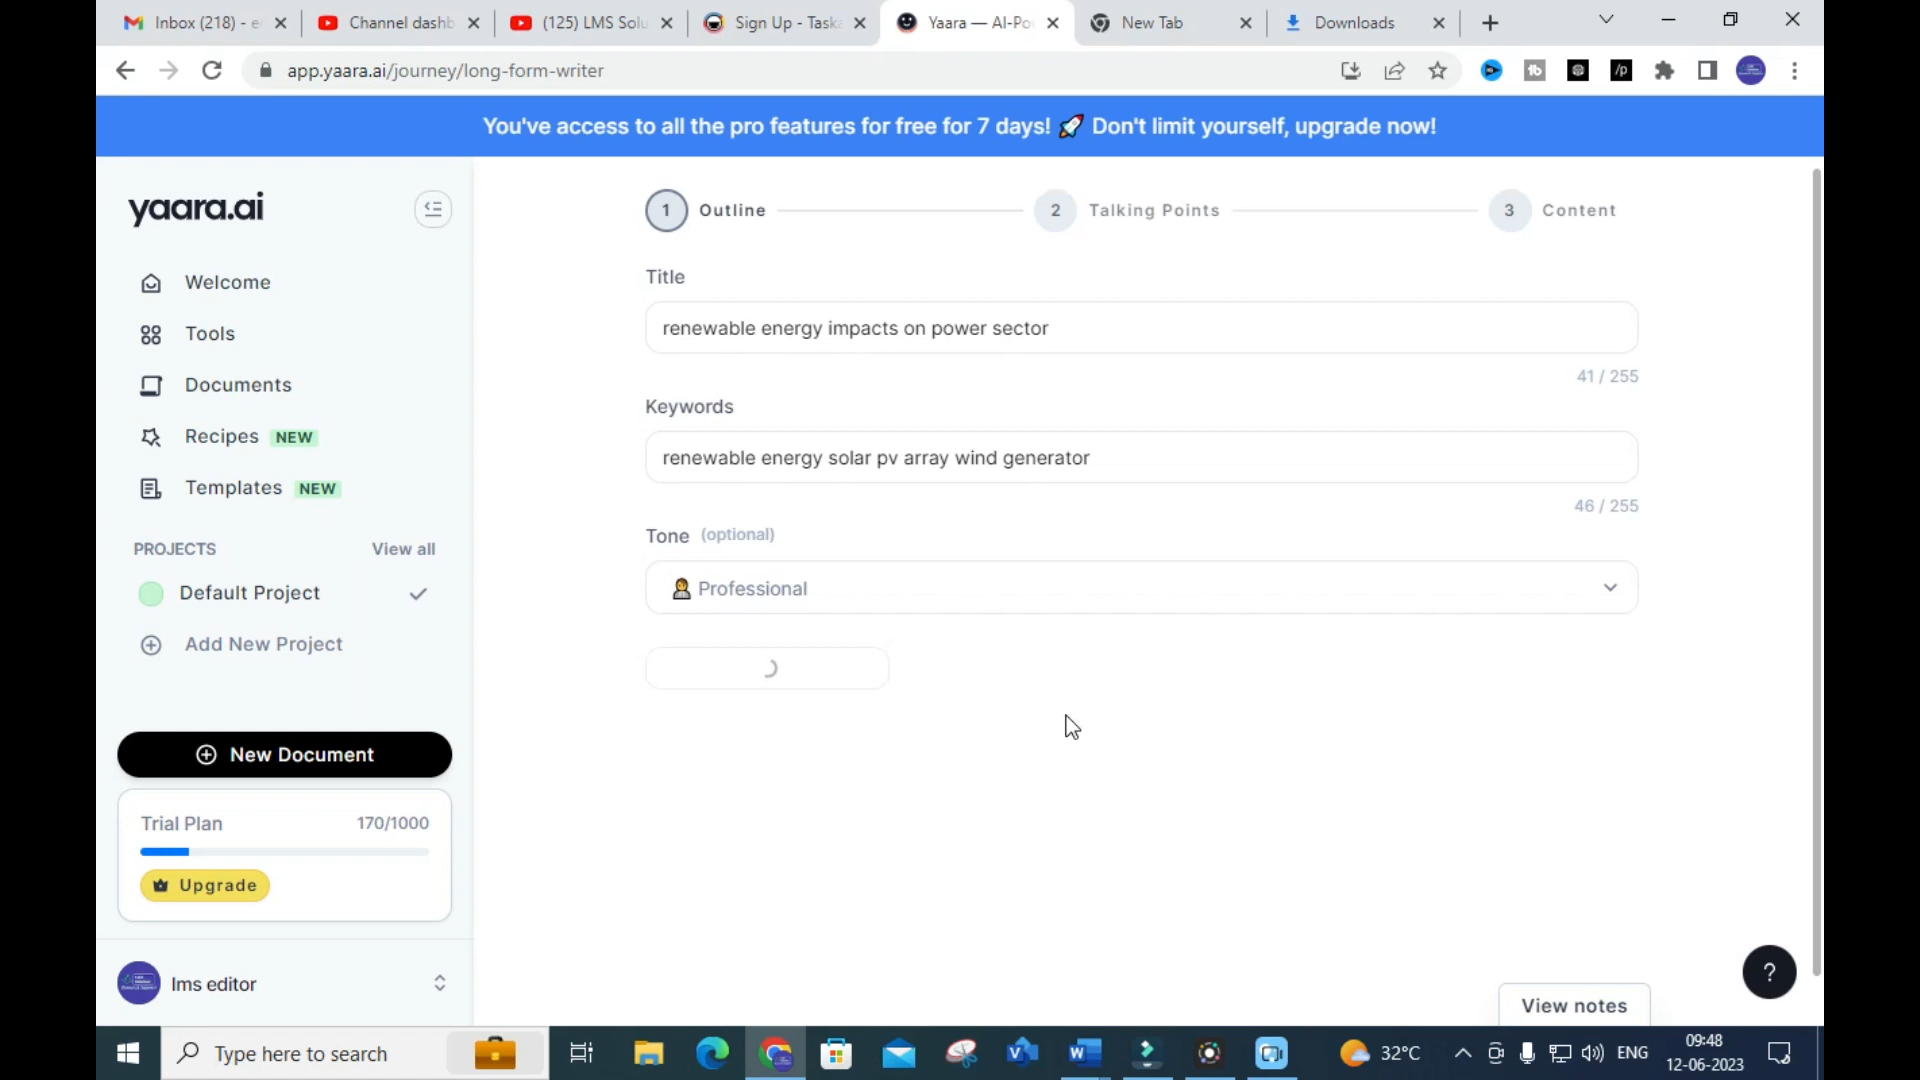 Inbox (218) - e
Channel dashb
(125) LMS Solu
Sign Up - Taska
Yaara — AI-Po
New Tab
Downloads
app.yaara.ai/journey/long-form-writer
You've access to all the pro features for free for 7 days! 🚀 Don't limit yourself, upgrade now!
yaara.ai
Welcome
Tools
Documents
Recipes NEW
Templates NEW
PROJECTS View all
Default Project
Add New Project
New Document
Trial Plan 170/1000
Upgrade
lms editor
1 Outline
2 Talking Points
3 Content
Title
renewable energy impacts on power sector
41 / 255
Keywords
renewable energy solar pv array wind generator
46 / 255
Tone (optional)
Professional
?
View notes
Type here to search
32°C
ENG
09:48
12-06-2023